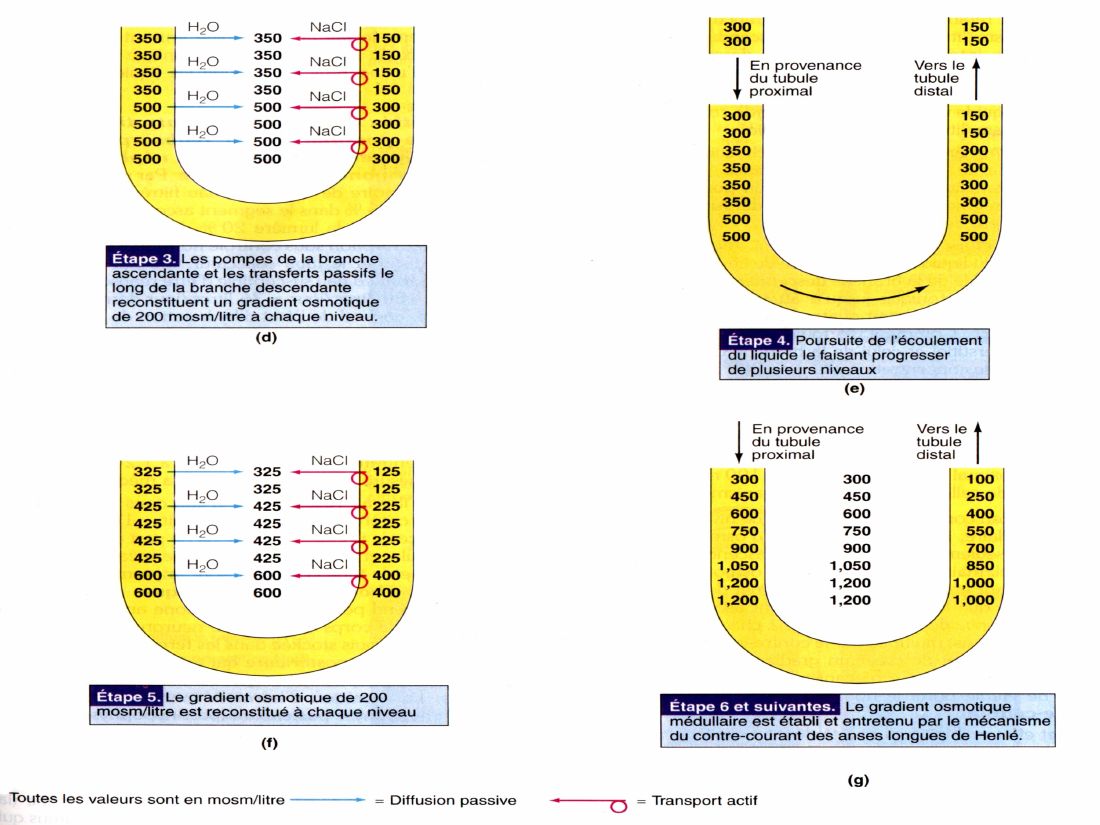 H₂O NaCl
350 350 150
350 350 150
H₂O NaCl
350 350 150
350 350 150
H₂O NaCl
500 500 300
500 500 300
H₂O NaCl
500 500 300
500 500 300
Étape 3. Les pompes de la branche
ascendante et les transferts passifs le
long de la branche descendante
reconstituent un gradient osmotique
de 200 mosm/litre à chaque niveau.
(d)
300 150
300 150
En provenance
du tubule
proximal
Vers le
tubule
distal
300 150
300 150
350 300
350 300
350 300
350 300
500 500
500 500
Étape 4. Poursuite de l'écoulement
du liquide le faisant progresser
de plusieurs niveaux
(e)
H₂O NaCl
325 325 125
325 325 125
H₂O NaCl
425 425 225
425 425 225
H₂O NaCl
425 425 225
425 425 225
H₂O NaCl
600 600 400
600 600 400
Étape 5. Le gradient osmotique de 200
mosm/litre est reconstitué à chaque niveau
(f)
En provenance
du tubule
proximal
Vers le
tubule
distal
300 300 100
450 450 250
600 600 400
750 750 550
900 900 700
1,050 1,050 850
1,200 1,200 1,000
1,200 1,200 1,000
Étape 6 et suivantes. Le gradient osmotique
médullaire est établi et entretenu par le mécanisme
du contre-courant des anses longues de Henlé.
(g)
Toutes les valeurs sont en mosm/litre = Diffusion passive = Transport actif